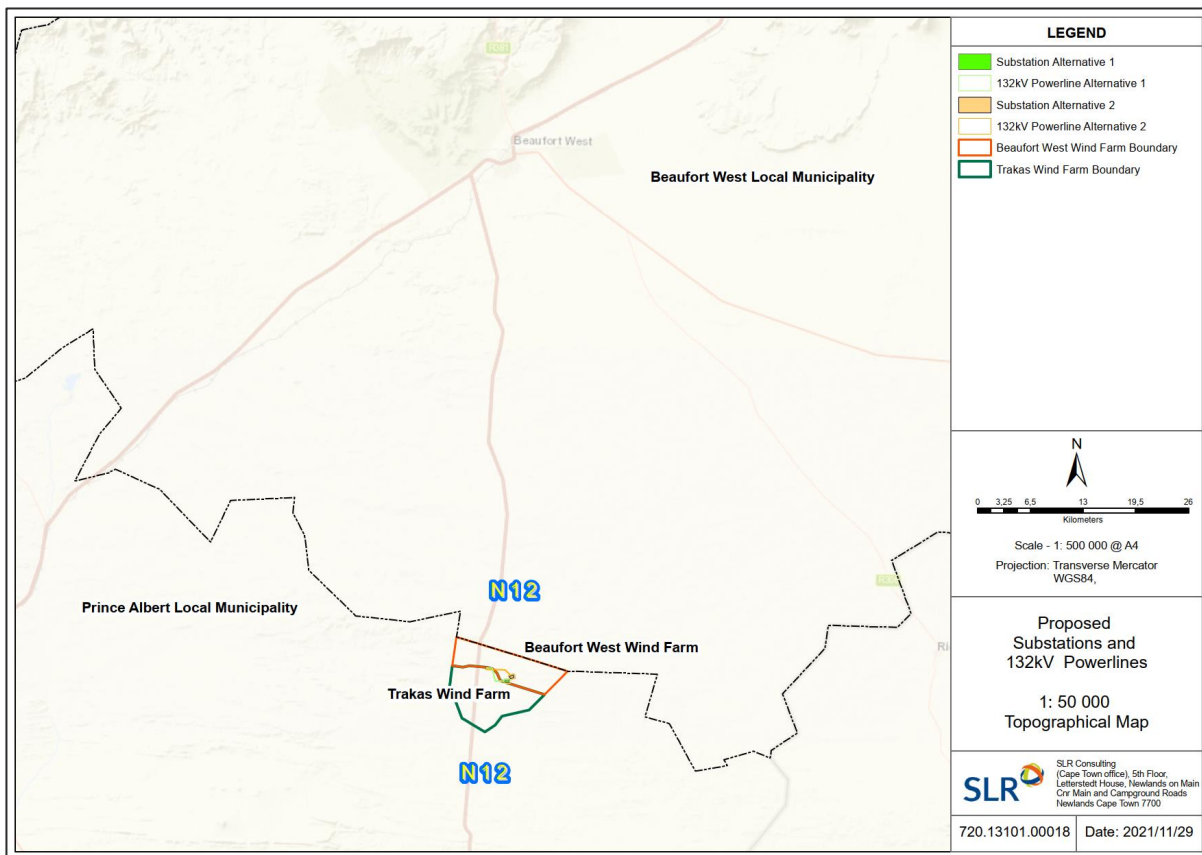 R381
Beaufort West
Beaufort West Local Municipality
N12
Prince Albert Local Municipality
Beaufort West Wind Farm
Trakas Wind Farm
N12
Ri
LEGEND
Substation Alternative 1
132kV Powerline Alternative 1
Substation Alternative 2
132kV Powerline Alternative 2
Beaufort West Wind Farm Boundary
Trakas Wind Farm Boundary
N
0 3,25 6,5 13 19,5 26
Kilometers
Scale - 1: 500 000 @ A4
Projection: Transverse Mercator
WGS84,
Proposed
Substations and
132kV Powerlines
1: 50 000
Topographical Map
SLR
SLR Consulting
(Cape Town office), 5th Floor,
Letterstedt House, Newlands on Main
Cnr Main and Campground Roads
Newlands Cape Town 7700
720.13101.00018
Date: 2021/11/29